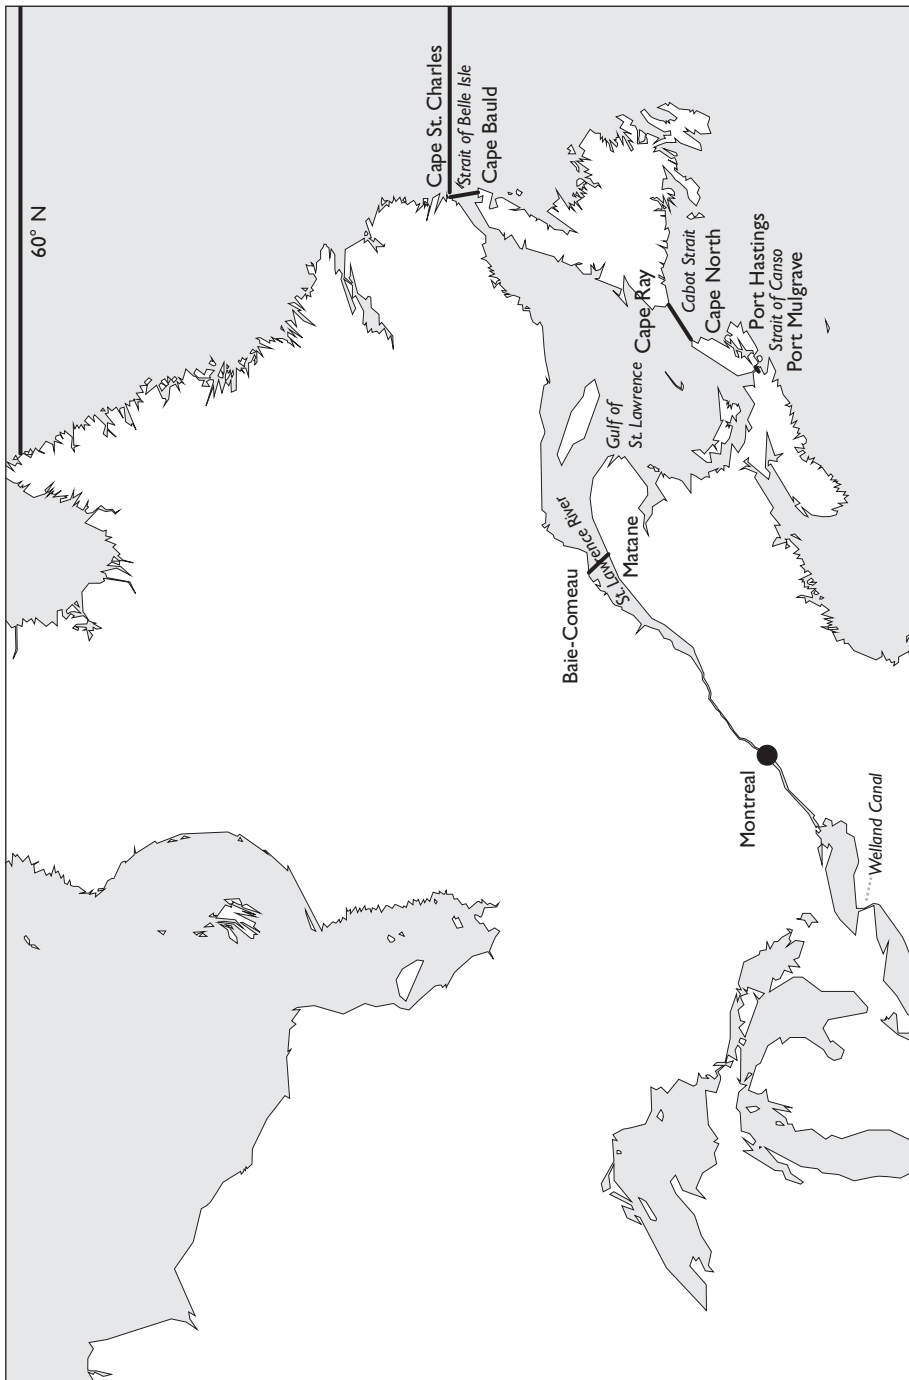 60° N
Cape St. Charles
Strait of Belle Isle
Cape Bauld
Gulf of
St. Lawrence
Cape Ray
Cabot Strait
Cape North
Port Hastings
Strait of Canso
Port Mulgrave
St. Lawrence River
Baie-Comeau
Matane
Montreal
Welland Canal